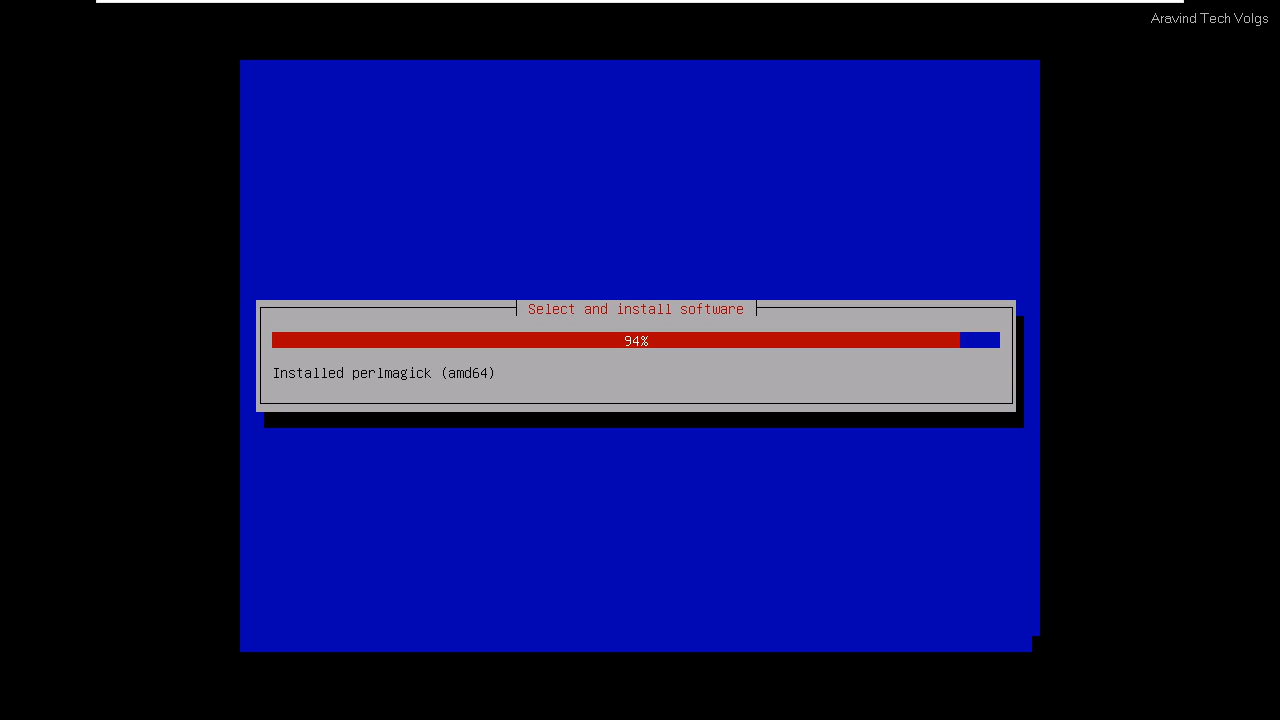 Aravind Tech Volgs
Select and install software
94%
Installed perlmagick (amd64)